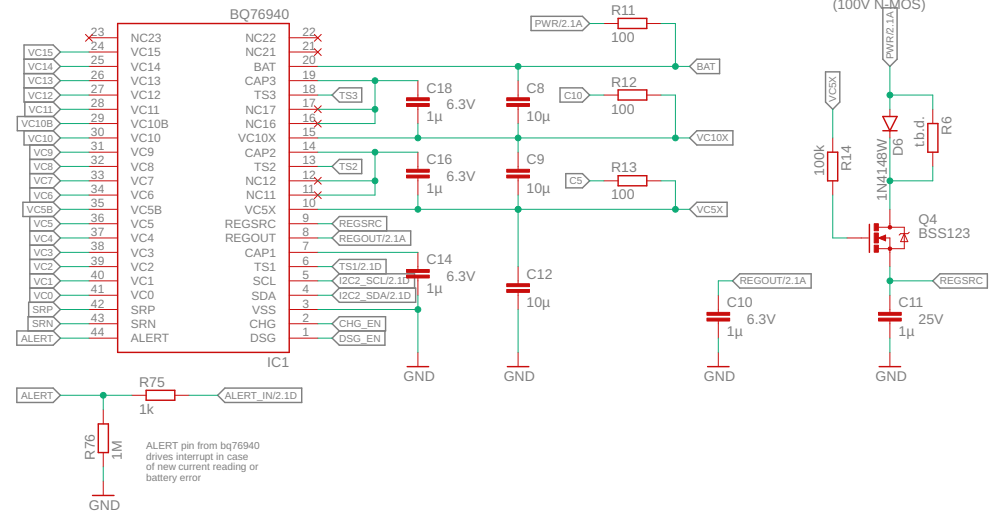 (100V N-MOS)
BQ76940
R11
PWR/2.1A
100
PWR/2.1A
23 NC23 NC22 22
VC15 24 VC15 NC21 21
VC14 25 VC14 BAT 20 BAT
VC13 26 VC13 CAP3 19
VC12 27 VC12 TS3 18 TS3
VC11 28 VC11 NC17 17
VC10B 29 VC10B NC16 16
VC10 30 VC10 VC10X 15 VC10X
VC9 31 VC9 CAP2 14
VC8 32 VC8 TS2 13 TS2
VC7 33 VC7 NC12 12
VC6 34 VC6 NC11 11
VC5B 35 VC5B VC5X 10 VC5X
VC5 36 VC5 REGSRC 9 REGSRC
VC4 37 VC4 REGOUT 8 REGOUT/2.1A
VC3 38 VC3 CAP1 7
VC2 39 VC2 TS1 6 TS1/2.1D
VC1 40 VC1 SCL 5 I2C2_SCL/2.1D
VC0 41 VC0 SDA 4 I2C2_SDA/2.1D
SRP 42 SRP VSS 3
SRN 43 SRN CHG 2 CHG_EN
ALERT 44 ALERT DSG 1 DSG_EN
IC1
C18
6.3V
1µ
C8
10µ
R12
C10
100
C16
6.3V
1µ
C9
10µ
R13
C5
100
C14
6.3V
1µ
C12
10µ
GND
GND
VC5X
100k
R14
1N4148W
D6
t.b.d.
R6
Q4
BSS123
REGOUT/2.1A
C10
6.3V
1µ
GND
REGSRC
C11
25V
1µ
GND
ALERT
R75
1k
ALERT_IN/2.1D
R76
1M
GND
ALERT pin from bq76940
drives interrupt in case
of new current reading or
battery error